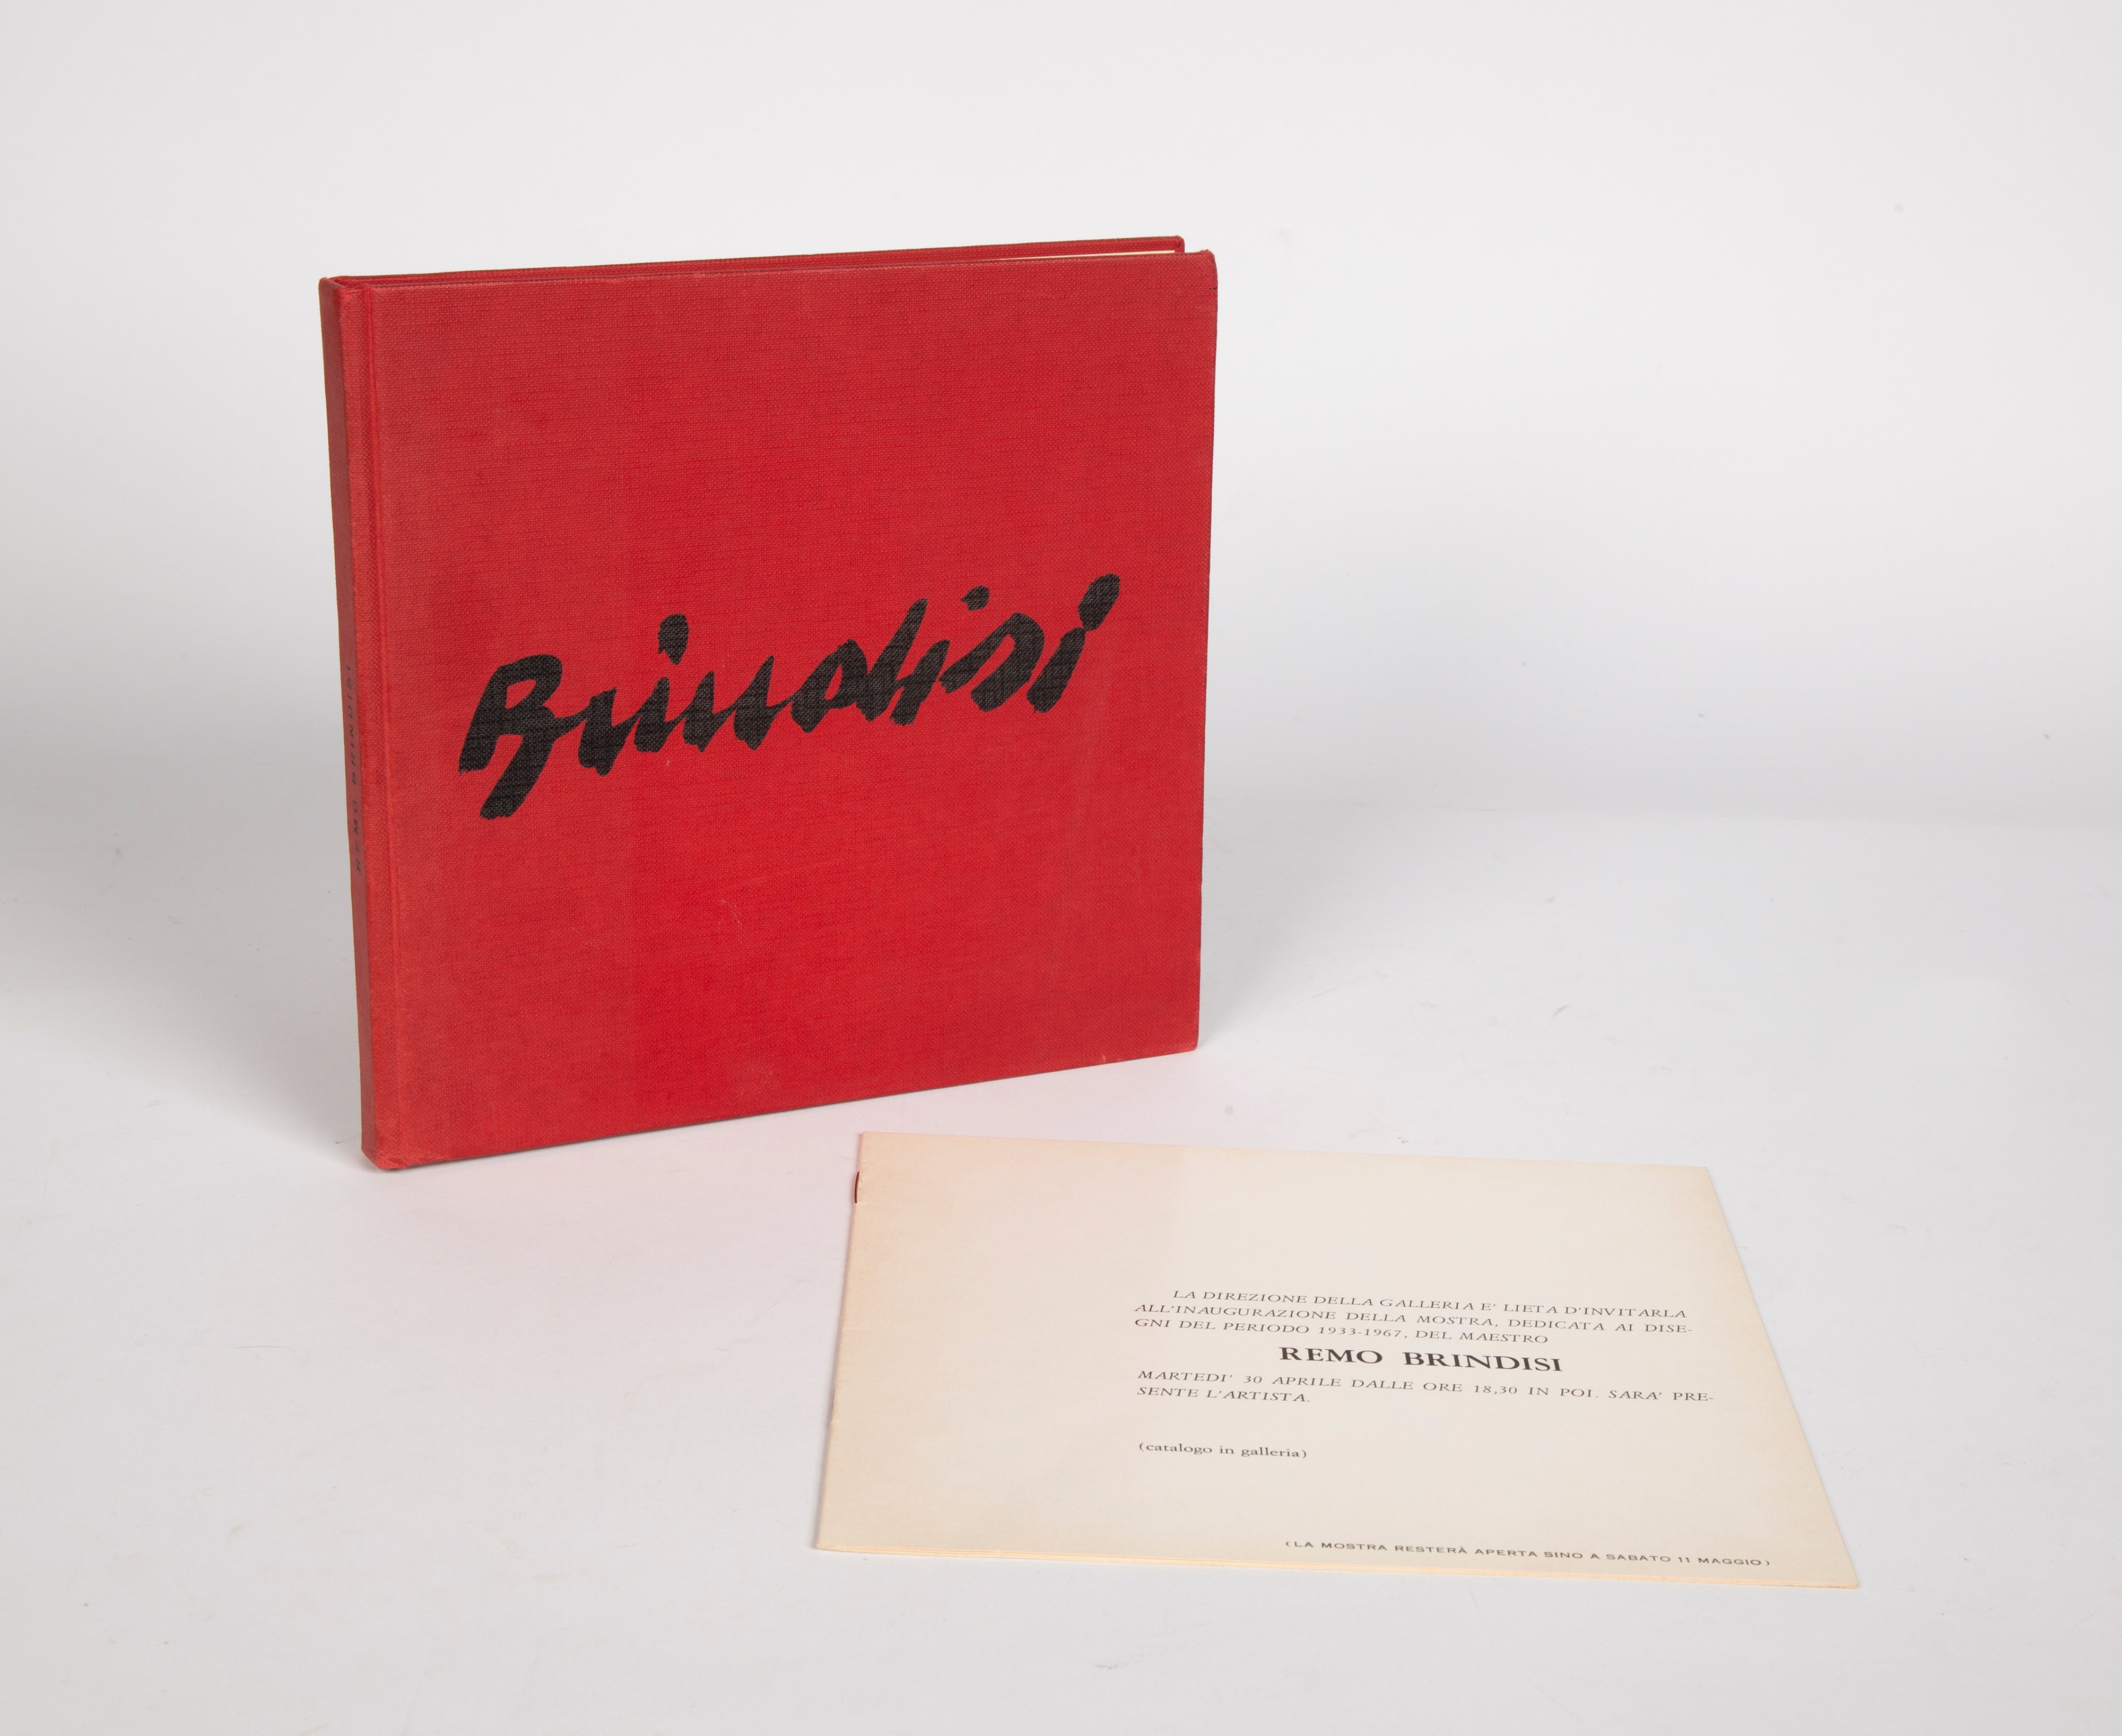 Brindisi
REMO BRINDISI
LA DIREZIONE DELLA GALLERIA E' LIETA D'INVITARLA
ALL'INAUGURAZIONE DELLA MOSTRA, DEDICATA AI DISE-
GNI DEL PERIODO 1933-1967, DEL MAESTRO
REMO BRINDISI
MARTEDI' 30 APRILE DALLE ORE 18,30 IN POI. SARA' PRE-
SENTE L'ARTISTA.
(catalogo in galleria)
(LA MOSTRA RESTERÀ APERTA SINO A SABATO 11 MAGGIO)